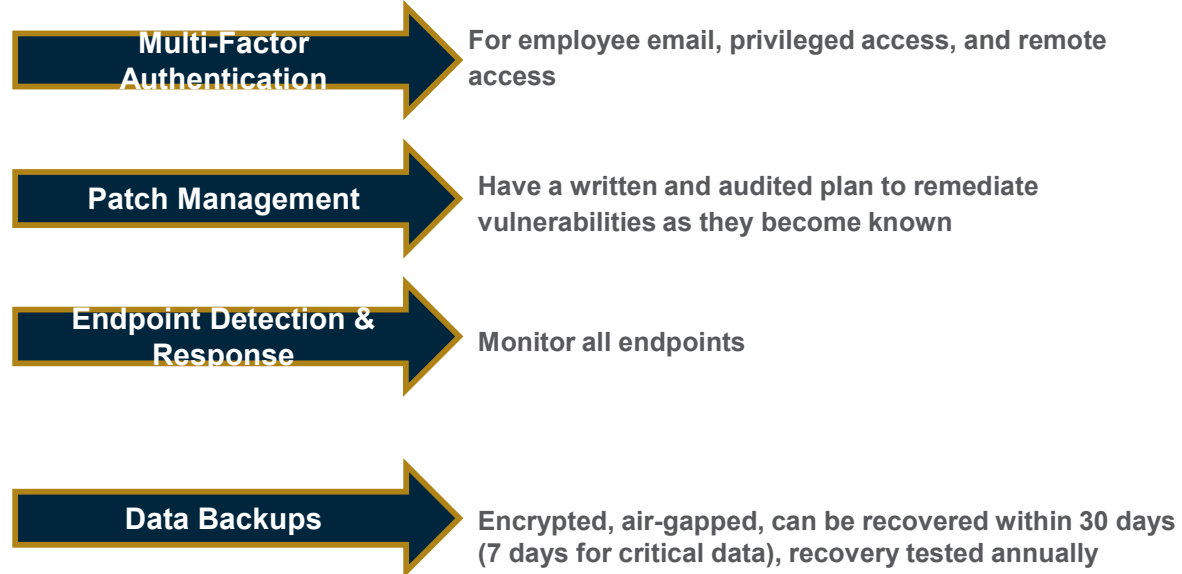 Multi-Factor
Authentication
For employee email, privileged access, and remote
access
Patch Management
Have a written and audited plan to remediate
vulnerabilities as they become known
Endpoint Detection &
Response
Monitor all endpoints
Data Backups
Encrypted, air-gapped, can be recovered within 30 days
(7 days for critical data), recovery tested annually